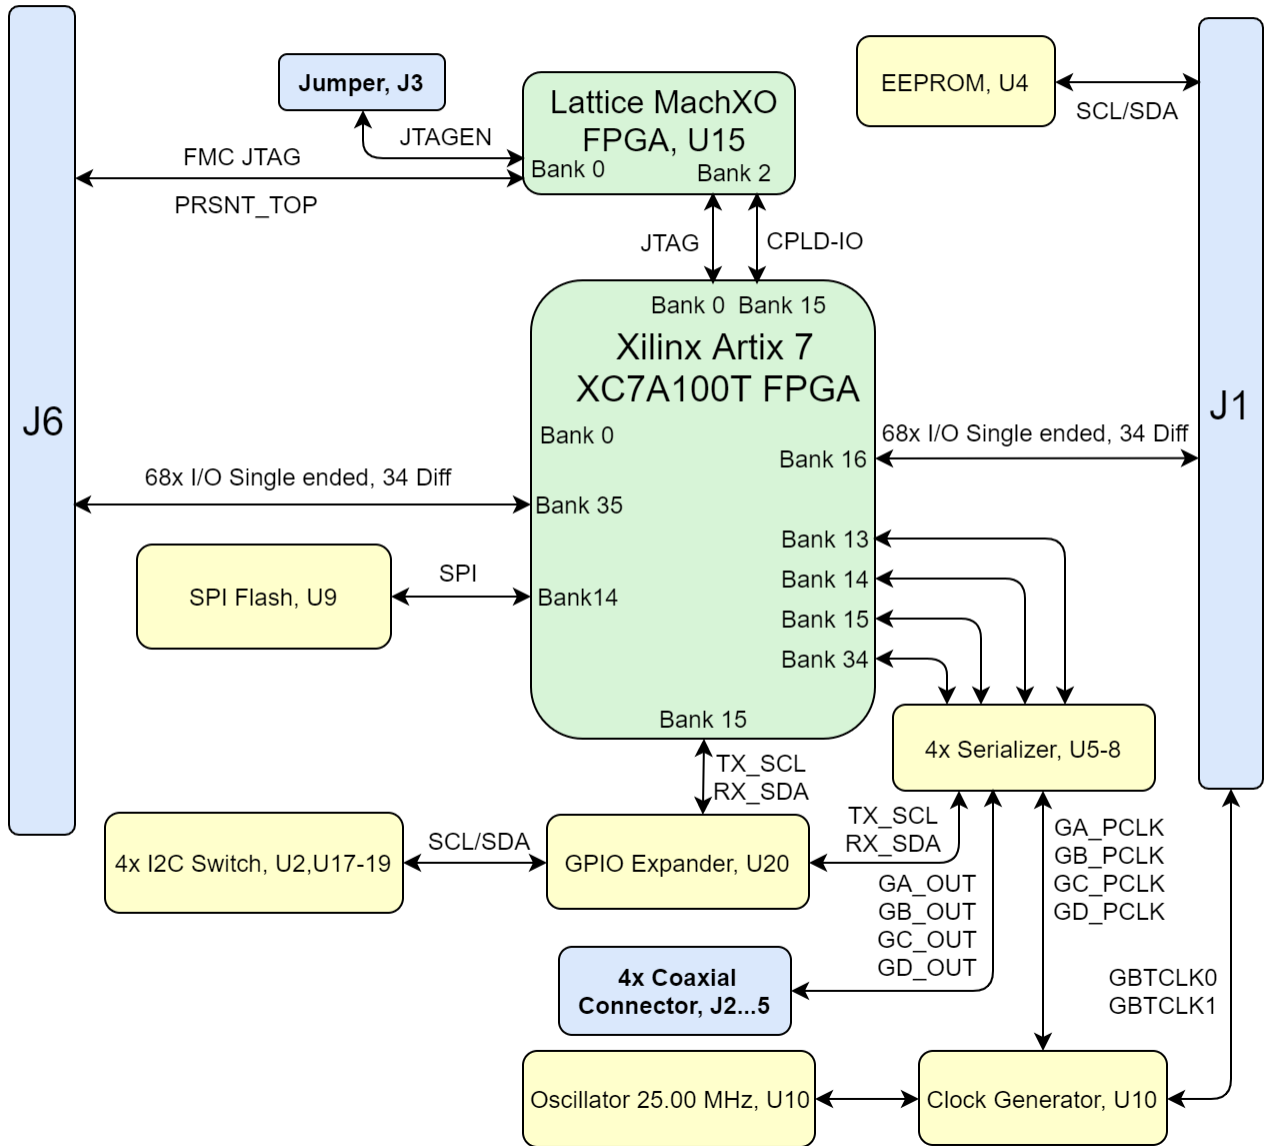 J6
J1
Jumper, J3
JTAGEN
FMC JTAG
PRSNT_TOP
Lattice MachXO
FPGA, U15
Bank 0
Bank 2
EEPROM, U4
SCL/SDA
JTAG
CPLD-IO
Bank 0
Bank 15
Xilinx Artix 7
XC7A100T FPGA
Bank 0
68x I/O Single ended, 34 Diff
Bank 16
68x I/O Single ended, 34 Diff
Bank 35
Bank 13
SPI Flash, U9
SPI
Bank14
Bank 14
Bank 15
Bank 34
Bank 15
TX_SCL
RX_SDA
4x Serializer, U5-8
4x I2C Switch, U2,U17-19
SCL/SDA
GPIO Expander, U20
TX_SCL
RX_SDA
GA_OUT
GB_OUT
GC_OUT
GD_OUT
GA_PCLK
GB_PCLK
GC_PCLK
GD_PCLK
4x Coaxial
Connector, J2...5
GBTCLK0
GBTCLK1
Oscillator 25.00 MHz, U10
Clock Generator, U10